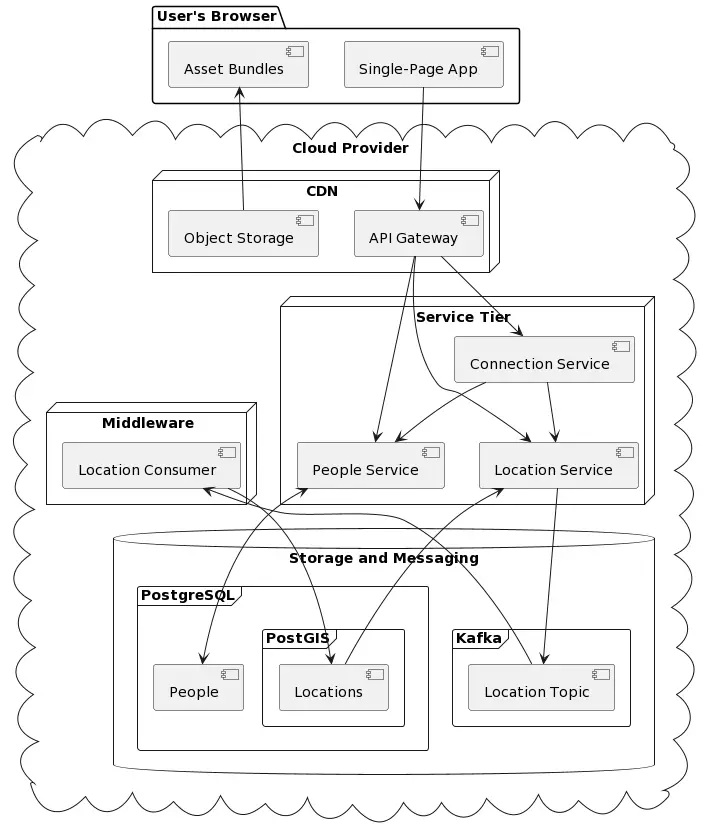 User's Browser
Asset Bundles
Single-Page App
Cloud Provider
CDN
Object Storage
API Gateway
Service Tier
Connection Service
Middleware
Location Consumer
People Service
Location Service
Storage and Messaging
PostgreSQL
PostGIS
Kafka
People
Locations
Location Topic